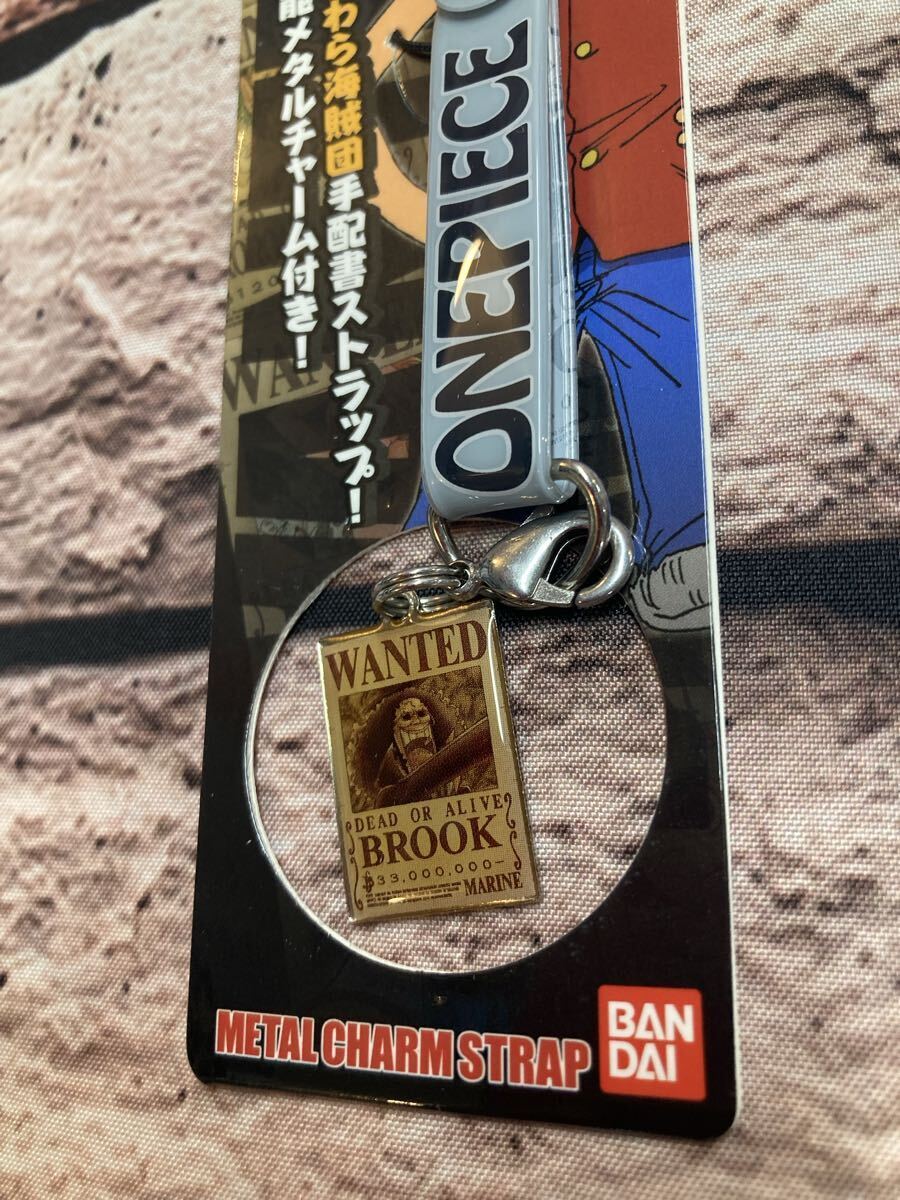 わら海賊団手配書ストラップ!
能メタルチャーム付き!
ONEPIECE
WANTED
DEAD OR ALIVE
BROOK
33,000,000-
MARINE
METAL CHARM STRAP
BAN
DAI